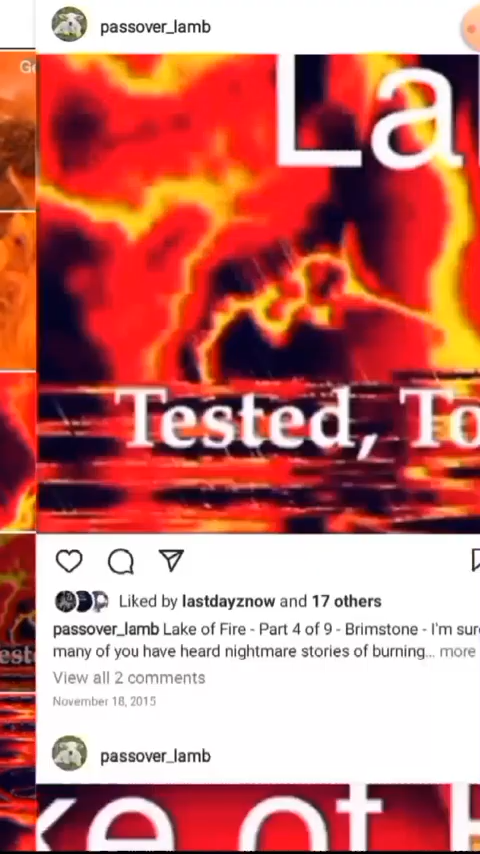 passover_lamb
La
Tested, To
Liked by lastdayznow and 17 others
passover_lamb Lake of Fire - Part 4 of 9 - Brimstone - I'm sur
many of you have heard nightmare stories of burning... more
View all 2 comments
November 18, 2015
passover_lamb
ke of